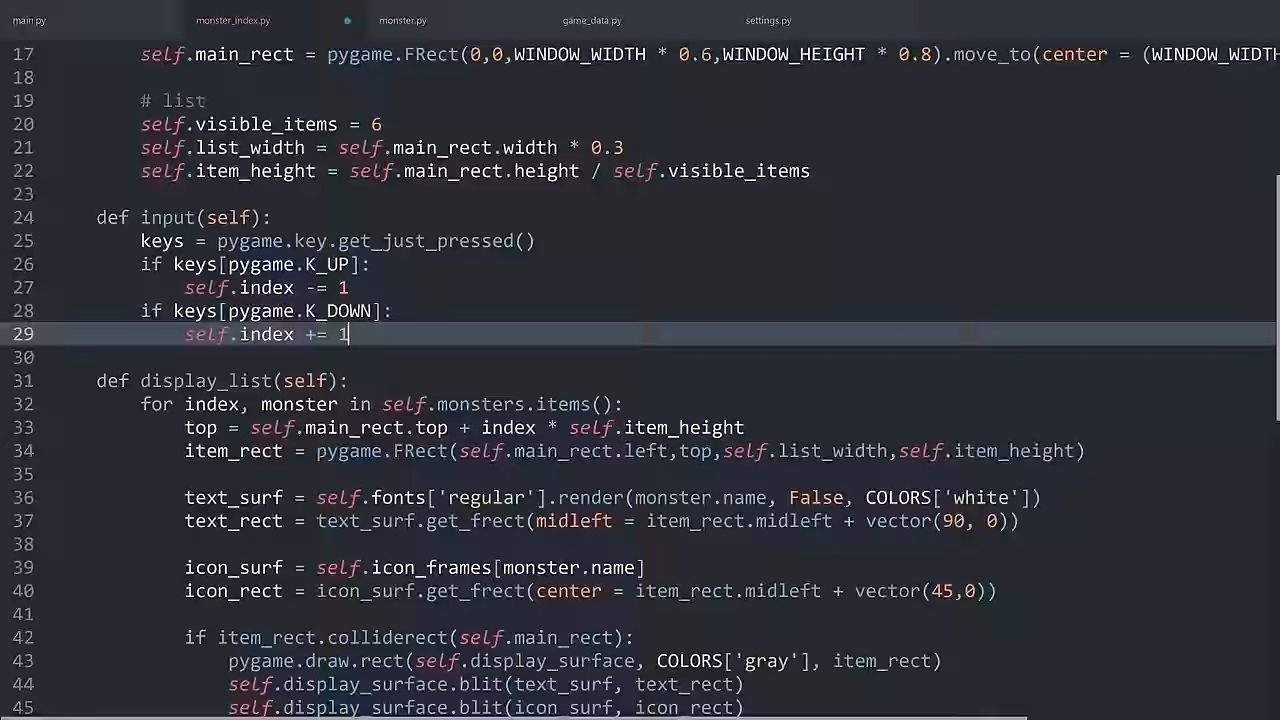 main.py monster_index.py monster.py game_data.py settings.py
17 self.main_rect = pygame.FRect(0,0,WINDOW_WIDTH * 0.6,WINDOW_HEIGHT * 0.8).move_to(center = (WINDOW_WIDTH
18
19 # list
20 self.visible_items = 6
21 self.list_width = self.main_rect.width * 0.3
22 self.item_height = self.main_rect.height / self.visible_items
23
24 def input(self):
25 keys = pygame.key.get_just_pressed()
26 if keys[pygame.K_UP]:
27 self.index -= 1
28 if keys[pygame.K_DOWN]:
29 self.index += 1
30
31 def display_list(self):
32 for index, monster in self.monsters.items():
33 top = self.main_rect.top + index * self.item_height
34 item_rect = pygame.FRect(self.main_rect.left,top,self.list_width,self.item_height)
35
36 text_surf = self.fonts['regular'].render(monster.name, False, COLORS['white'])
37 text_rect = text_surf.get_frect(midleft = item_rect.midleft + vector(90, 0))
38
39 icon_surf = self.icon_frames[monster.name]
40 icon_rect = icon_surf.get_frect(center = item_rect.midleft + vector(45,0))
41
42 if item_rect.colliderect(self.main_rect):
43 pygame.draw.rect(self.display_surface, COLORS['gray'], item_rect)
44 self.display_surface.blit(text_surf, text_rect)
45 self.display_surface.blit(icon_surf, icon_rect)